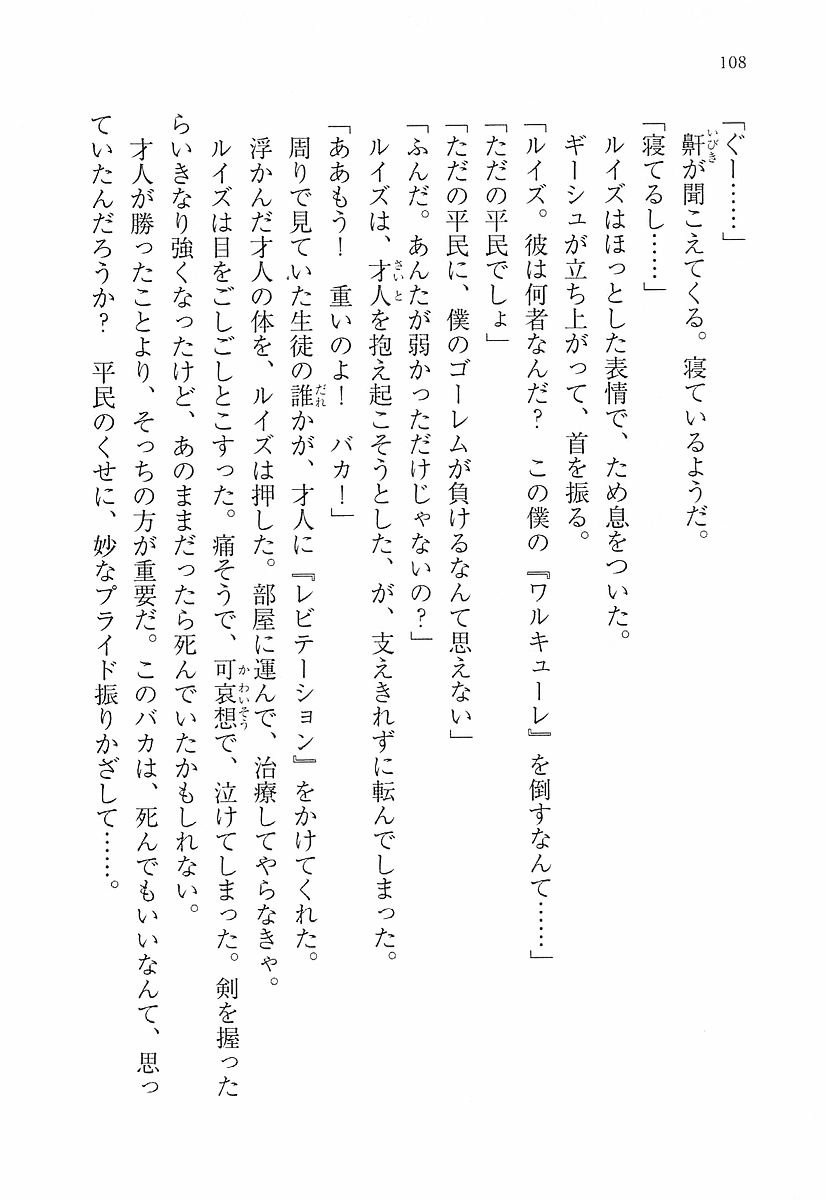 108
「ぐー……」
鼾が聞こえてくる。寝ているようだ。
「寝てるし……」
ルイズはほっとした表情で、ため息をついた。
ギーシュが立ち上がって、首を振る。
「ルイズ。彼は何者なんだ？　この僕の『ワルキューレ』を倒すなんて……」
「ただの平民でしょ」
「ただの平民に、僕のゴーレムが負けるなんて思えない」
「ふんだ。あんたが弱かっただけじゃないの？」
ルイズは、才人を抱え起こそうとした、が、支えきれずに転んでしまった。
「ああもう！　重いのよ！　バカ！」
周りで見ていた生徒の誰かが、才人に『レビテーション』をかけてくれた。
浮かんだ才人の体を、ルイズは押した。部屋に運んで、治療してやらなきゃ。
ルイズは目をごしごしとこすった。痛そうで、可哀想で、泣けてしまった。剣を握った
らいきなり強くなったけど、あのままだったら死んでいたかもしれない。
才人が勝ったことより、そっちの方が重要だ。このバカは、死んでもいいなんて、思っ
ていたんだろうか？　平民のくせに、妙なプライド振りかざして……。